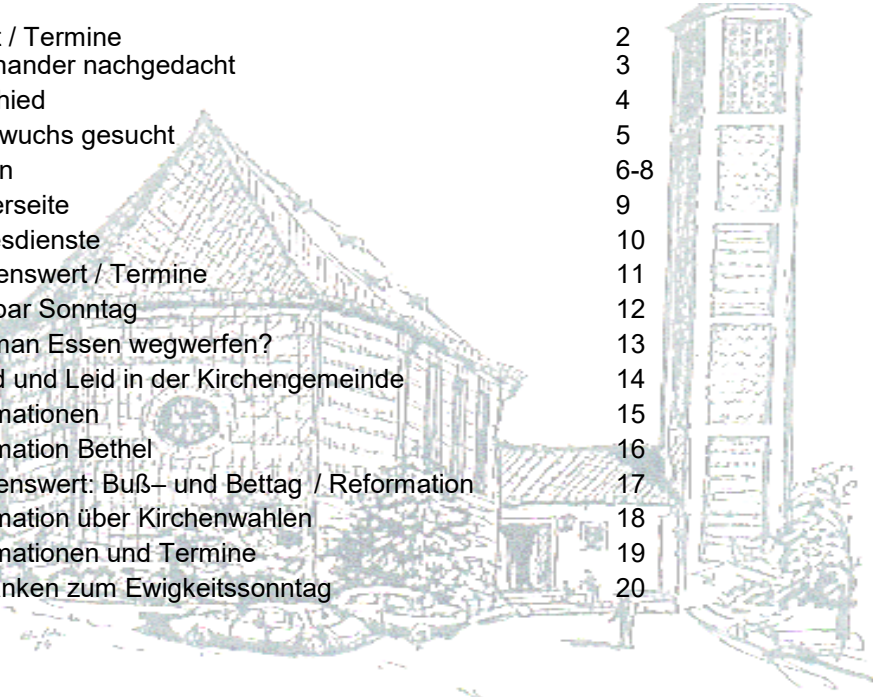 t / Termine 2
nander nachgedacht 3
hied 4
wuchs gesucht 5
n 6-8
erseite 9
esdienste 10
enswert / Termine 11
bar Sonntag 12
man Essen wegwerfen? 13
d und Leid in der Kirchengemeinde 14
mationen 15
mation Bethel 16
enswert: Buß– und Bettag / Reformation 17
mation über Kirchenwahlen 18
mationen und Termine 19
nken zum Ewigkeitssonntag 20